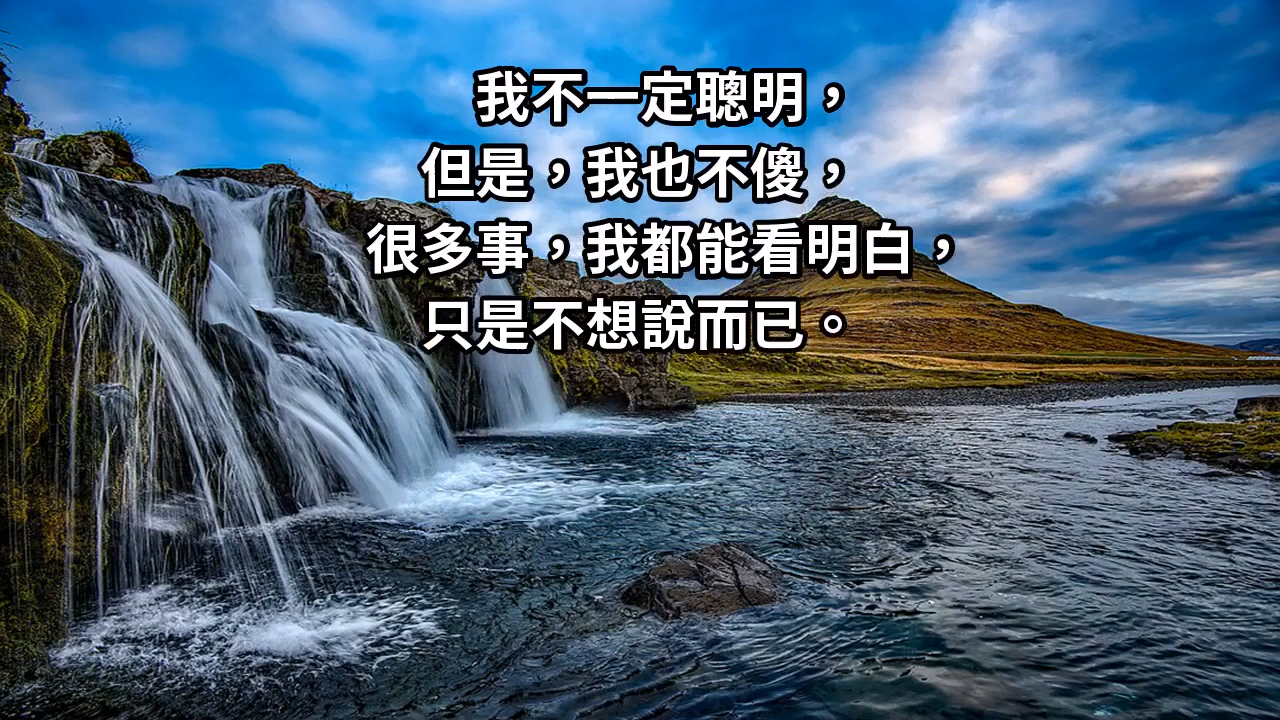 我不一定聰明，
但是，我也不傻，
很多事，我都能看明白，
只是不想說而已。